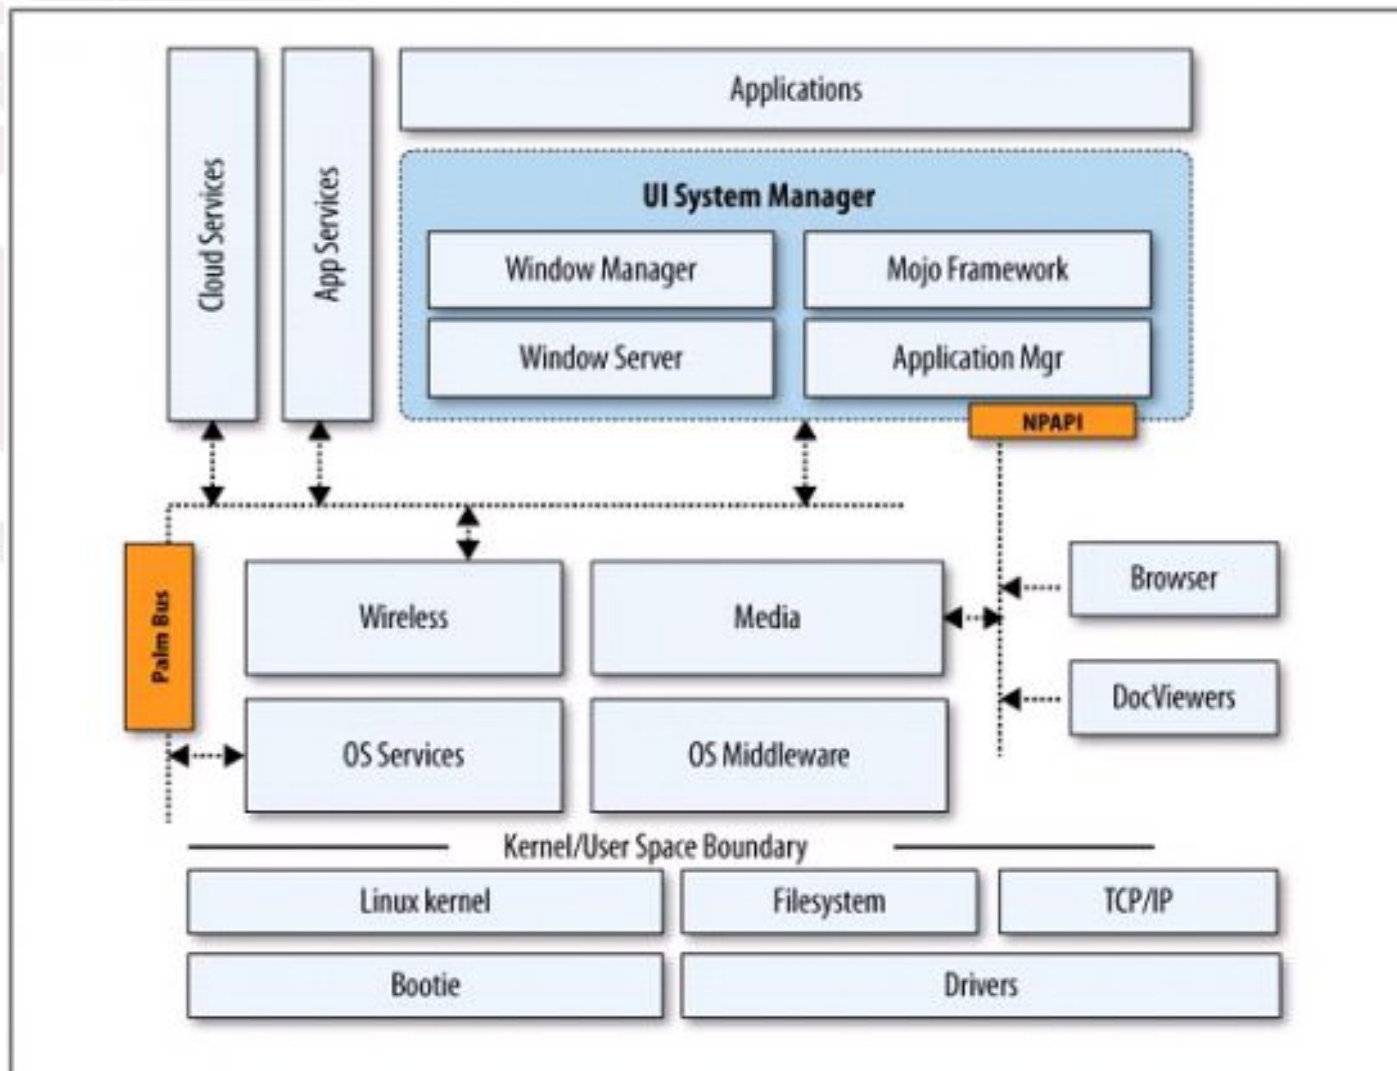 Cloud Services
App Services
Applications
UI System Manager
Window Manager
Mojo Framework
Window Server
Application Mgr
NPAPI
Palm Bus
Wireless
Media
Browser
DocViewers
OS Services
OS Middleware
Kernel/User Space Boundary
Linux kernel
Filesystem
TCP/IP
Bootie
Drivers